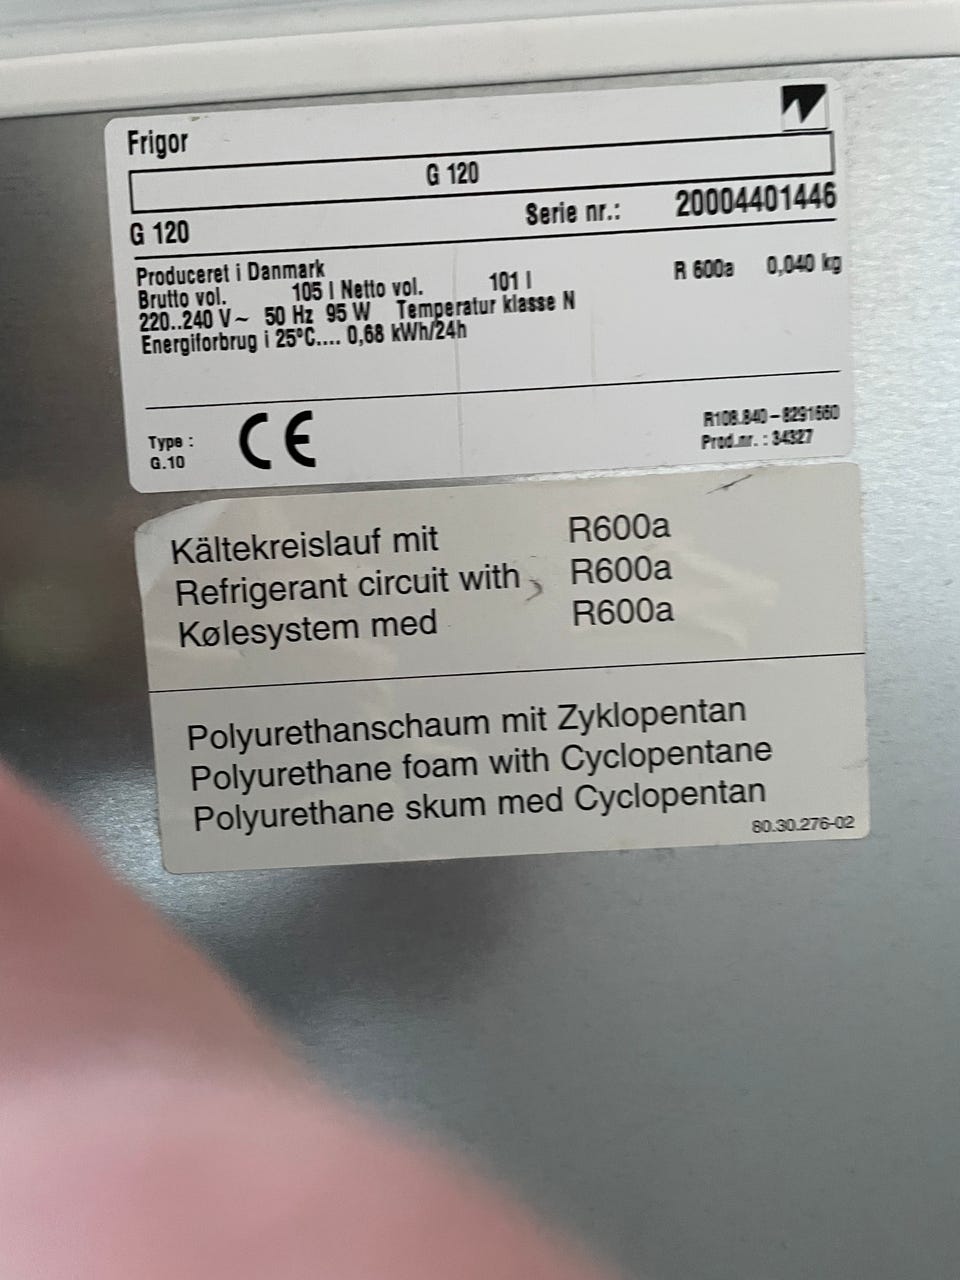 Frigor
G 120
G 120 Serie nr.: 20004401446
Produceret i Danmark R 600a 0,040 kg
Brutto vol. 105 l Netto vol. 101 l
220..240 V~ 50 Hz 95 W Temperatur klasse N
Energiforbrug i 25°C.... 0,68 kWh/24h
Type :
G.10
CE
R108.840-8291560
Prod.nr. : 34327
Kältekreislauf mit R600a
Refrigerant circuit with R600a
Kølesystem med R600a
Polyurethanschaum mit Zyklopentan
Polyurethane foam with Cyclopentane
Polyurethane skum med Cyclopentan
80.30.276-02